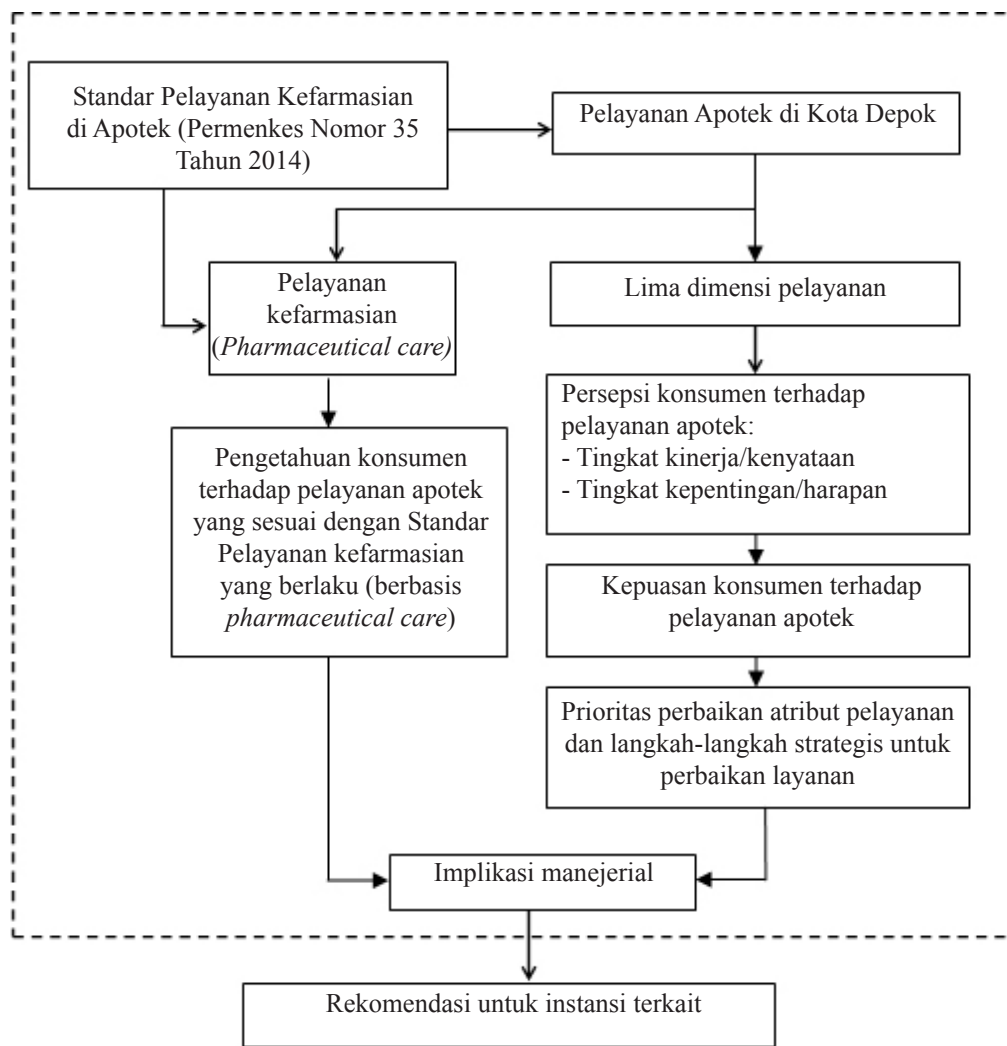 Standar Pelayanan Kefarmasian
di Apotek (Permenkes Nomor 35
Tahun 2014)
Pelayanan Apotek di Kota Depok
Pelayanan
kefarmasian
(Pharmaceutical care)
Lima dimensi pelayanan
Persepsi konsumen terhadap
pelayanan apotek:
- Tingkat kinerja/kenyataan
- Tingkat kepentingan/harapan
Pengetahuan konsumen
terhadap pelayanan apotek
yang sesuai dengan Standar
Pelayanan kefarmasian
yang berlaku (berbasis
pharmaceutical care)
Kepuasan konsumen terhadap
pelayanan apotek
Prioritas perbaikan atribut pelayanan
dan langkah-langkah strategis untuk
perbaikan layanan
Implikasi manejerial
Rekomendasi untuk instansi terkait